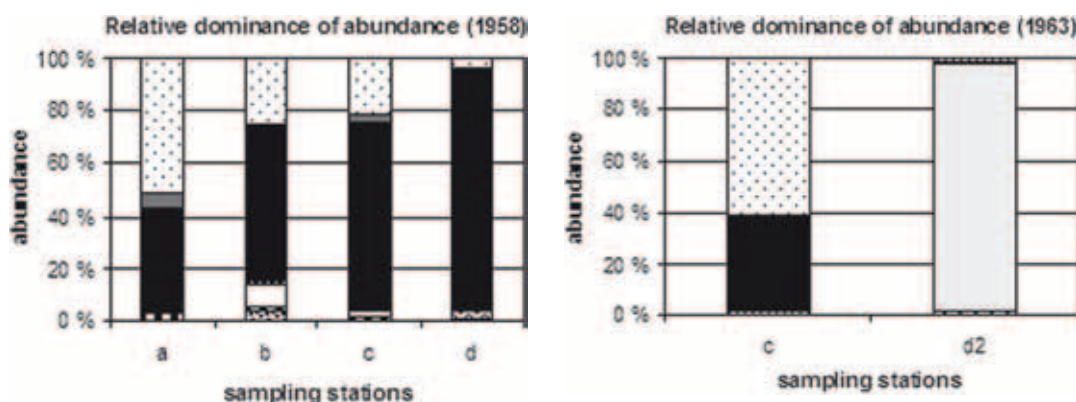 Relative dominance of abundance (1958)
100 %
80 %
60 %
40 %
20 %
0 %
abundance
a b c d
sampling stations
Relative dominance of abundance (1963)
100 %
80 %
60 %
40 %
20 %
0 %
abundance
c d2
sampling stations